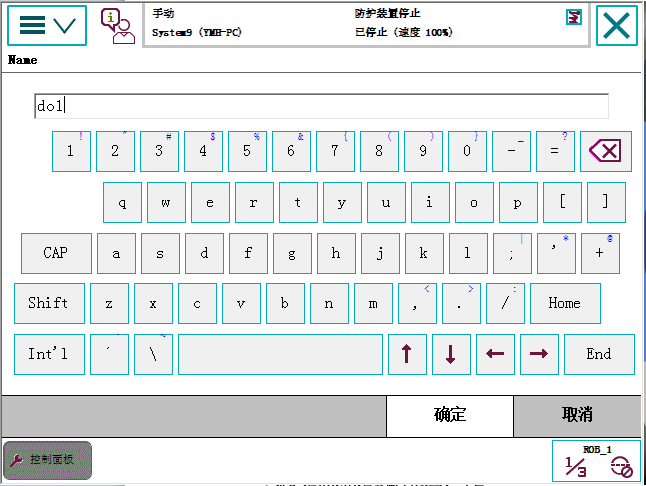 手动 防护装置停止
System9 (YMH-PC) 已停止 (速度 100%)
Name
do1
! " # $ % & { ( ) } _ ?
1 2 3 4 5 6 7 8 9 0 - =
q w e r t y u i o p [ ]
| * @
CAP a s d f g h j k l ; ' +
< > :
Shift z x c v b n m , . / Home
Int'l ´ \ ↑ ↓ ← → End
确定 取消
控制面板 ROB_1
1/3